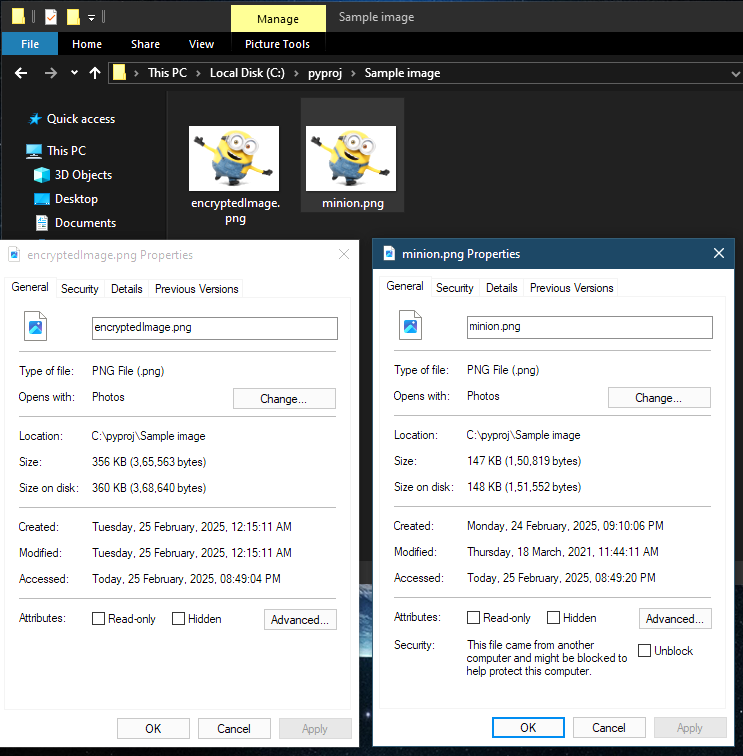 Manage
Sample image
File
Home
Share
View
Picture Tools
This PC
Local Disk (C:)
pyproj
Sample image
Quick access
This PC
3D Objects
Desktop
Documents
encryptedImage.
png
minion.png
encryptedImage.png Properties
General
Security
Details
Previous Versions
encryptedImage.png
Type of file: PNG File (.png)
Opens with: Photos
Change...
Location: C:\pyproj\Sample image
Size: 356 KB (3,65,563 bytes)
Size on disk: 360 KB (3,68,640 bytes)
Created: Tuesday, 25 February, 2025, 12:15:11 AM
Modified: Tuesday, 25 February, 2025, 12:15:11 AM
Accessed: Today, 25 February, 2025, 08:49:04 PM
Attributes: Read-only Hidden Advanced...
OK Cancel Apply
minion.png Properties
General
Security
Details
Previous Versions
minion.png
Type of file: PNG File (.png)
Opens with: Photos
Change...
Location: C:\pyproj\Sample image
Size: 147 KB (1,50,819 bytes)
Size on disk: 148 KB (1,51,552 bytes)
Created: Monday, 24 February, 2025, 09:10:06 PM
Modified: Thursday, 18 March, 2021, 11:44:11 AM
Accessed: Today, 25 February, 2025, 08:49:20 PM
Attributes: Read-only Hidden Advanced...
Security: This file came from another
computer and might be blocked to
help protect this computer.
Unblock
OK Cancel Apply